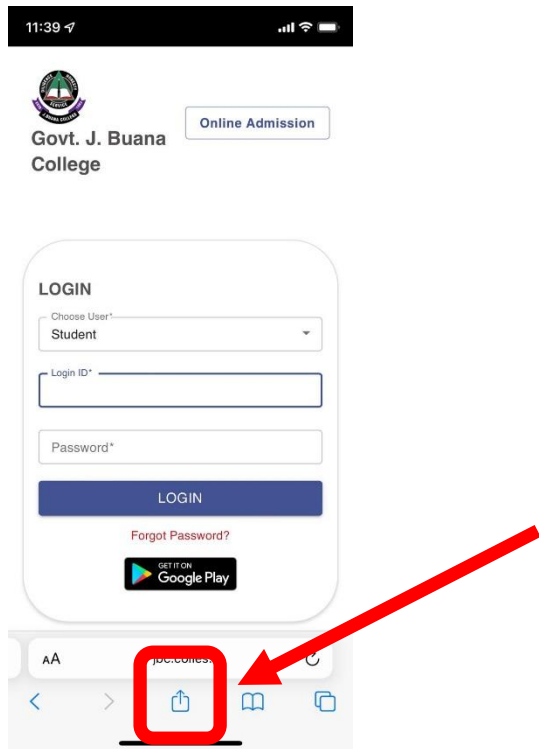 11:39
Govt. J. Buana
College
Online Admission
LOGIN
Choose User*
Student
Login ID*
Password*
LOGIN
Forgot Password?
GET IT ON
Google Play
AA